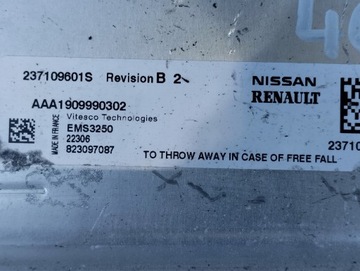 40
237109601S Revision B 2
NISSAN
RENAULT
AAA1909990302
Vitesco Technologies
EMS3250
22306
823097087
MADE IN FRANCE
TO THROW AWAY IN CASE OF FREE FALL
23710